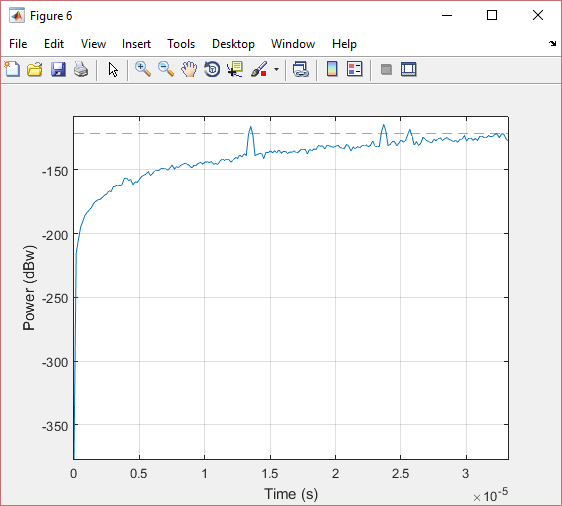 Figure 6
File Edit View Insert Tools Desktop Window Help
-150
-200
-250
-300
-350
Power (dBw)
0 0.5 1 1.5 2 2.5 3
Time (s)
×10⁻⁵